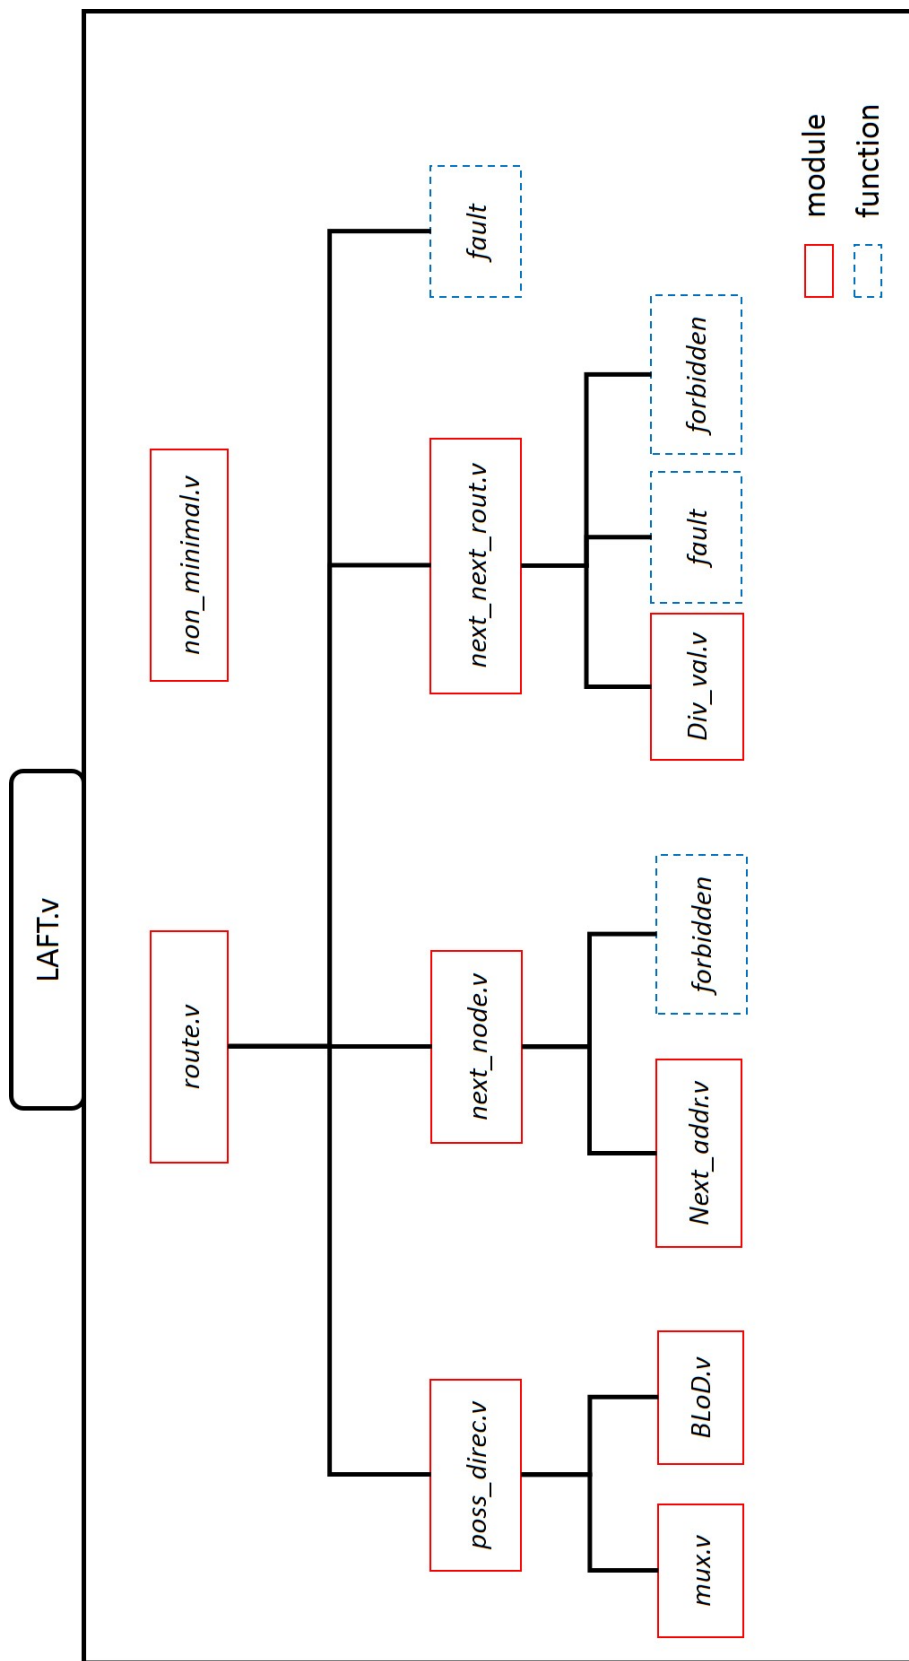 LAFT.v
route.v
non_minimal.v
poss_direc.v
next_node.v
next_next_rout.v
fault
mux.v
BLoD.v
Next_addr.v
forbidden
Div_val.v
fault
forbidden
module
function